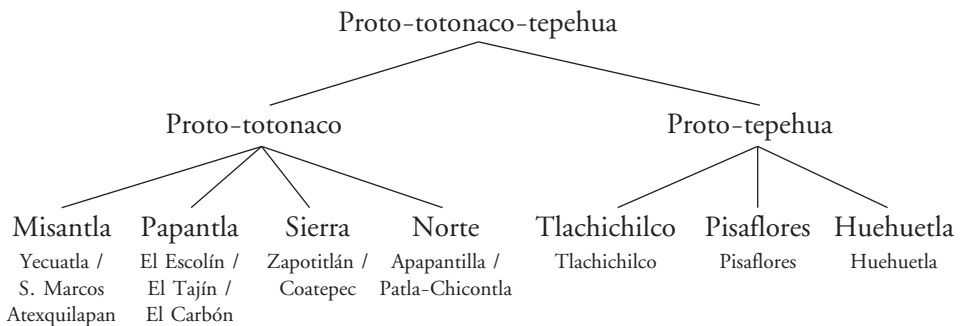 Proto-totonaco-tepehua
Proto-totonaco Proto-tepehua
Misantla Papantla Sierra Norte Tlachichilco Pisaflores Huehuetla
Yecuatla / El Escolín / Zapotitlán / Apapantilla / Tlachichilco Pisaflores Huehuetla
S. Marcos El Tajín / Coatepec Patla-Chicontla
Atexquilapan El Carbón